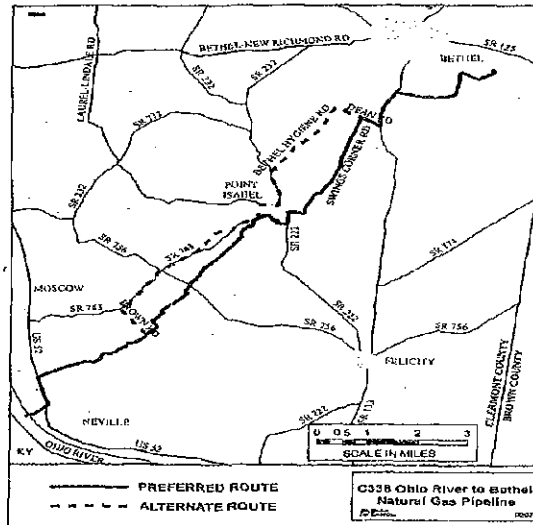 BETHEL-NEW RICHMOND RD
SR 125
BETHEL
LAUREL-LINDALE RD
SR 232
SR 232
SR 222
BETHEL HYGIENE RD
DEAN RD
SWINGS CORNER RD
POINT
ISABEL
SR 232
SR 222
SR 774
SR 756
SR 743
MOSCOW
SR 743
BROWN RD
US 52
SR 222
SR 756
SR 756
FELICITY
CLERMONT COUNTY
BROWN COUNTY
NEVILLE
SR 222
SR 133
KY
OHIO RIVER
US 52
0 0.5 1 2 3
SCALE IN MILES
PREFERRED ROUTE
ALTERNATE ROUTE
C338 Ohio River to Bethel
Natural Gas Pipeline